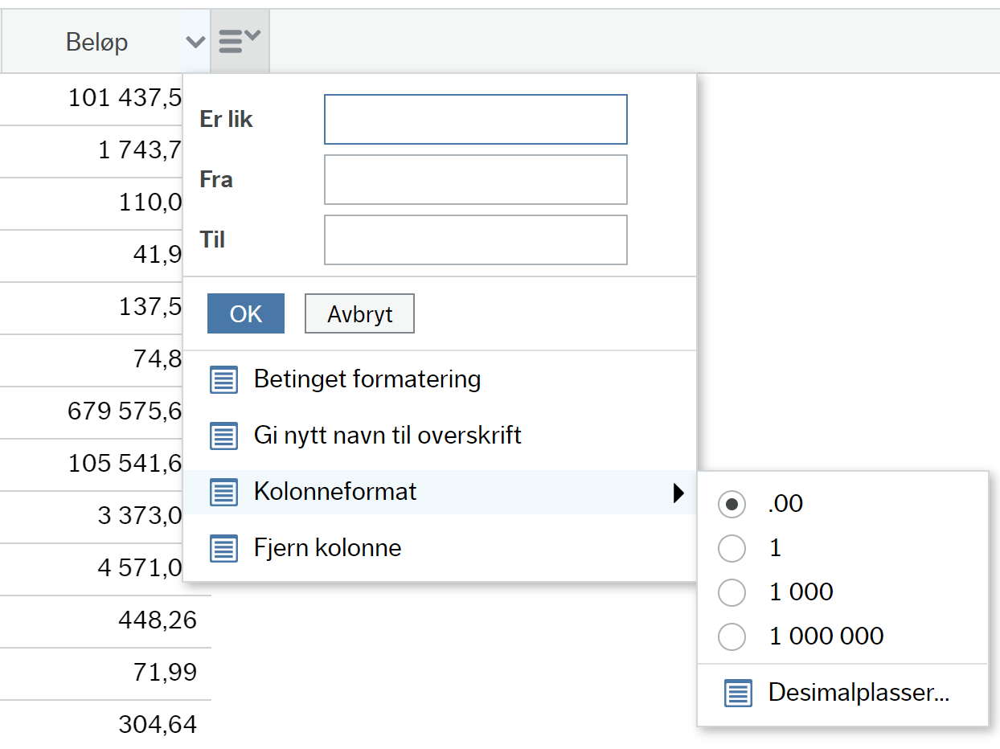 Beløp
101 437,5
1 743,7
110,0
41,9
137,5
74,8
679 575,6
105 541,6
3 373,0
4 571,0
448,26
71,99
304,64
Er lik
Fra
Til
OK Avbryt
Betinget formatering
Gi nytt navn til overskrift
Kolonneformat
Fjern kolonne
.00
1
1 000
1 000 000
Desimalplasser...